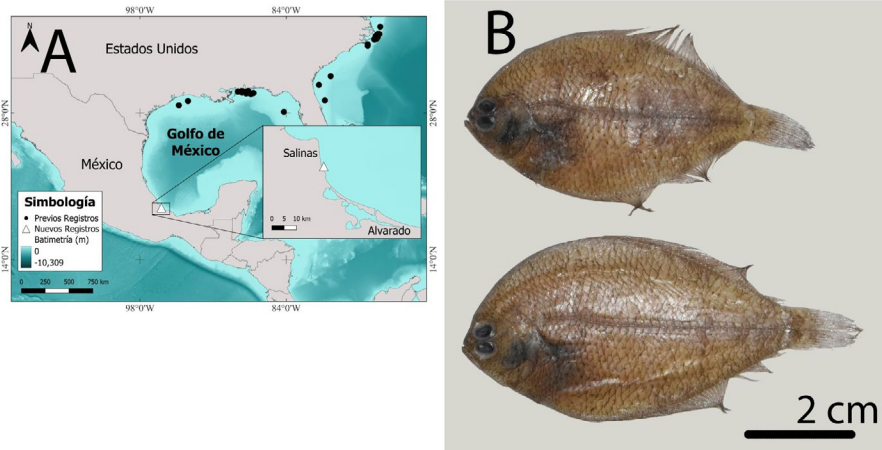 98°0'W
84°0'W
N
A
B
Estados Unidos
28°0'N
28°0'N
Golfo de
México
Salinas
México
Simbología
Previos Registros
Nuevos Registros
Batimetría (m)
0
-10,309
0 5 10 km
Alvarado
14°0'N
14°0'N
0 250 500 750 km
98°0'W
84°0'W
2 cm